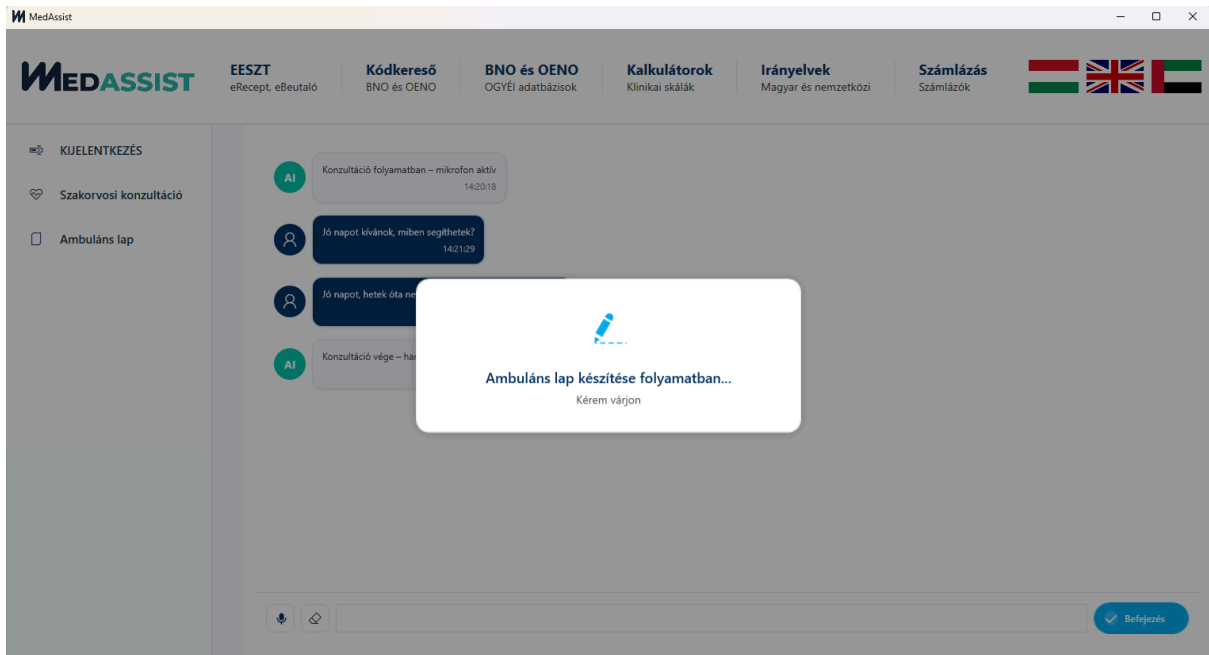 MedAssist
MEDASSIST
EESZT
eRecept, eBeutaló
Kódkereső
BNO és OENO
BNO és OENO
OGYÉI adatbázisok
Kalkulátorok
Klinikai skálák
Irányelvek
Magyar és nemzetközi
Számlázás
Számlázók
KIJELENTKEZÉS
Szakorvosi konzultáció
Ambuláns lap
AI
Konzultáció folyamatban – mikrofon aktív
14:20:18
Jó napot kívánok, miben segíthetek?
14:21:29
Jó napot, hetek óta
AI
Konzultáció vége –
Ambuláns lap készítése folyamatban...
Kérem várjon
Befejezés